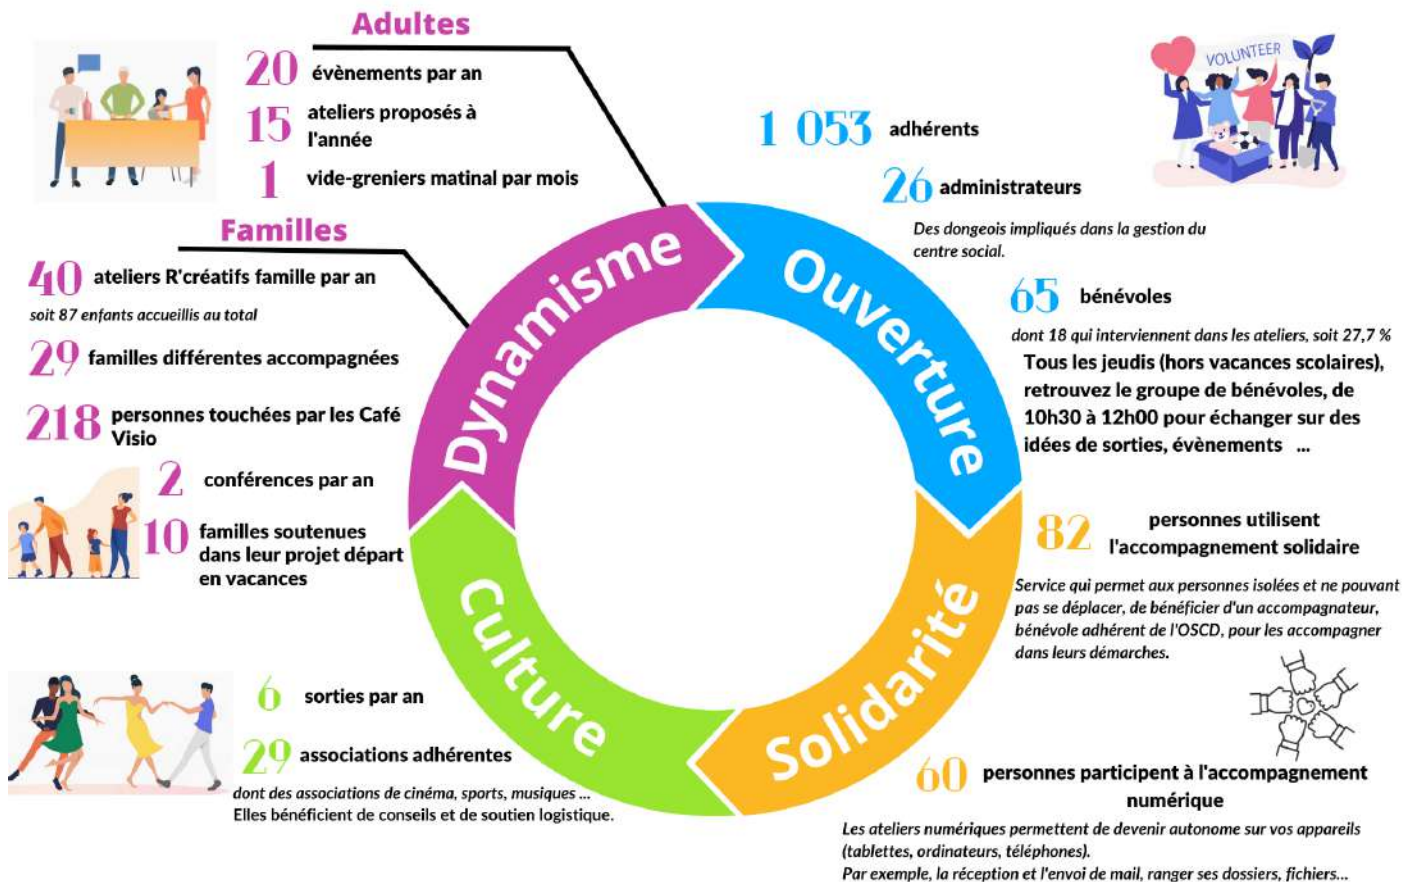 Adultes
20 évènements par an
15 ateliers proposés à
l'année
1 vide-greniers matinal par mois
Familles
40 ateliers R'créatifs famille par an
soit 87 enfants accueillis au total
29 familles différentes accompagnées
218 personnes touchées par les Café
Visio
2 conférences par an
10 familles soutenues
dans leur projet départ
en vacances
Dynamisme
VOLUNTEER
1 053 adhérents
26 administrateurs
Des dongeois impliqués dans la gestion du
centre social.
65 bénévoles
dont 18 qui interviennent dans les ateliers, soit 27,7 %
Tous les jeudis (hors vacances scolaires),
retrouvez le groupe de bénévoles, de
10h30 à 12h00 pour échanger sur des
idées de sorties, évènements ...
Ouverture
82 personnes utilisent
l'accompagnement solidaire
Service qui permet aux personnes isolées et ne pouvant
pas se déplacer, de bénéficier d'un accompagnateur,
bénévole adhérent de l'OSCD, pour les accompagner
dans leurs démarches.
Solidarité
60 personnes participent à l'accompagnement
numérique
Les ateliers numériques permettent de devenir autonome sur vos appareils
(tablettes, ordinateurs, téléphones).
Par exemple, la réception et l'envoi de mail, ranger ses dossiers, fichiers...
Culture
6 sorties par an
29 associations adhérentes
dont des associations de cinéma, sports, musiques ...
Elles bénéficient de conseils et de soutien logistique.